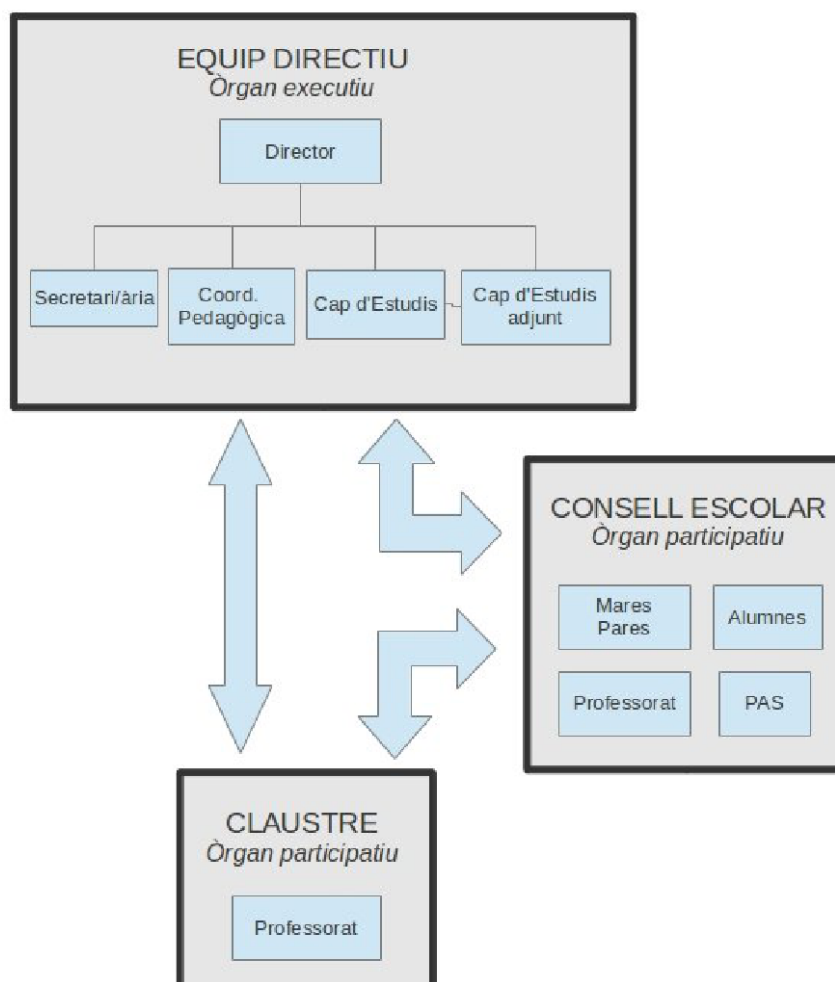 EQUIP DIRECTIU
Òrgan executiu
Director
Secretari/ària
Coord.
Pedagògica
Cap d'Estudis
Cap d'Estudis
adjunt
CONSELL ESCOLAR
Òrgan participatiu
Mares
Pares
Alumnes
Professorat
PAS
CLAUSTRE
Òrgan participatiu
Professorat